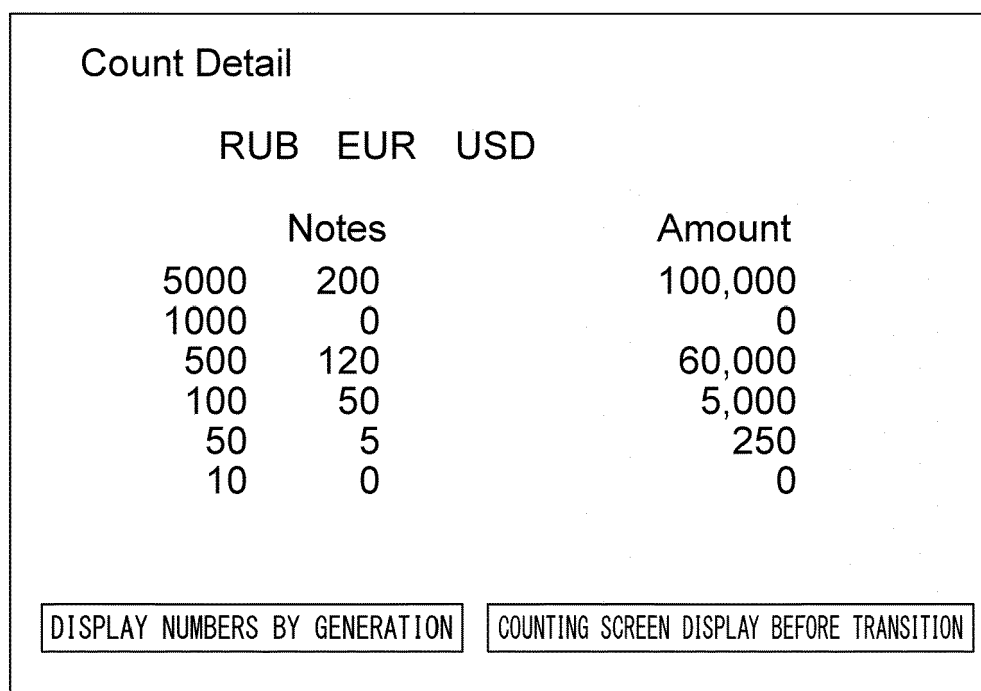 Count Detail
RUB EUR USD
Notes Amount
5000 200 100,000
1000 0 0
500 120 60,000
100 50 5,000
50 5 250
10 0 0
DISPLAY NUMBERS BY GENERATION COUNTING SCREEN DISPLAY BEFORE TRANSITION